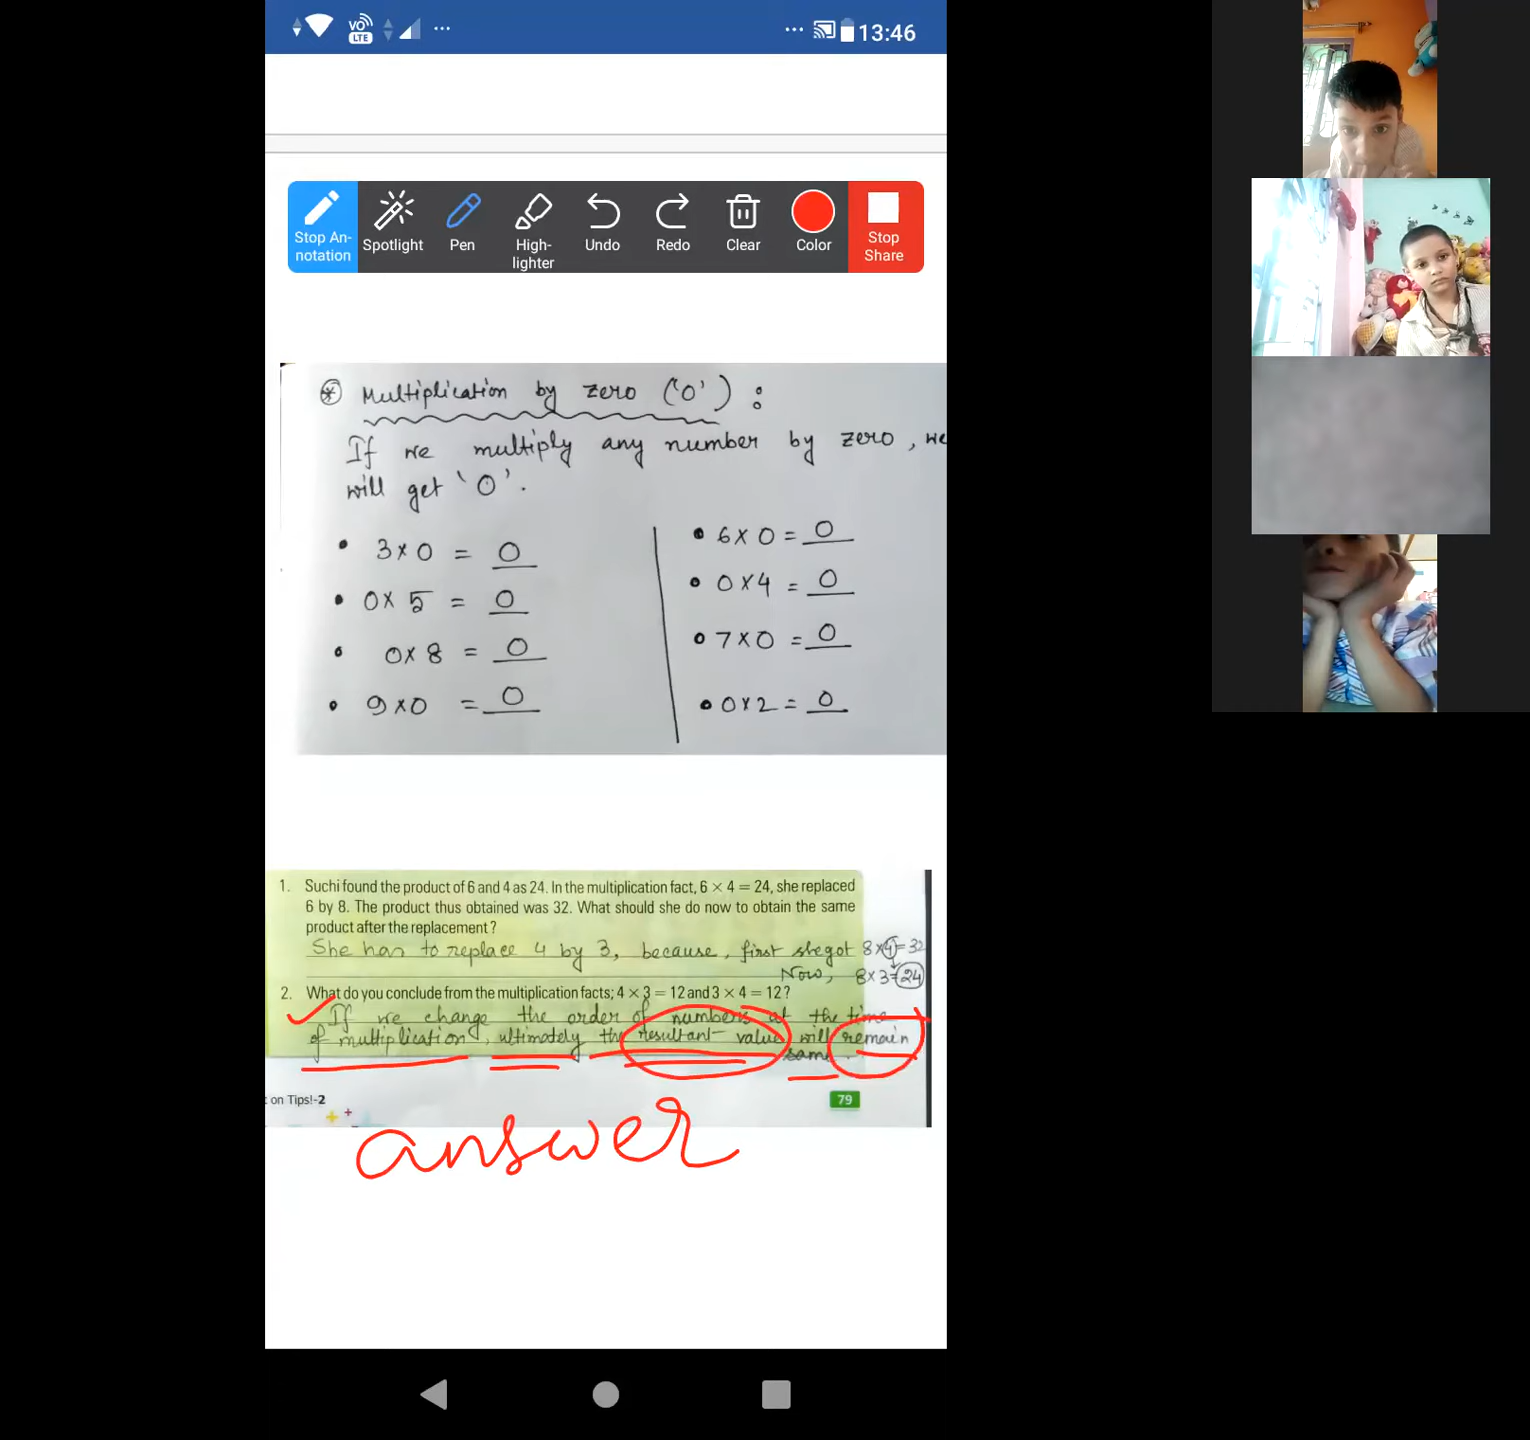 VO LTE ... ... 13:46
Stop An-
notation
Spotlight
Pen
High-
lighter
Undo
Redo
Clear
Color
Stop
Share
Multiplication by zero ('0') :
If we multiply any number by zero, we
will get '0'.
3 x 0 = 0
0 x 5 = 0
0 x 8 = 0
9 x 0 = 0
6 x 0 = 0
0 x 4 = 0
7 x 0 = 0
0 x 2 = 0
1. Suchi found the product of 6 and 4 as 24. In the multiplication fact, 6 × 4 = 24, she replaced
6 by 8. The product thus obtained was 32. What should she do now to obtain the same
product after the replacement?
She has to replace 4 by 3, because, first she got 8×4=32
Now, 8×3=24
2. What do you conclude from the multiplication facts; 4 × 3 = 12 and 3 × 4 = 12?
If we change the order of numbers at the time
of multiplication, ultimately the resultant value will remain
same.
on Tips!-2
79
answer